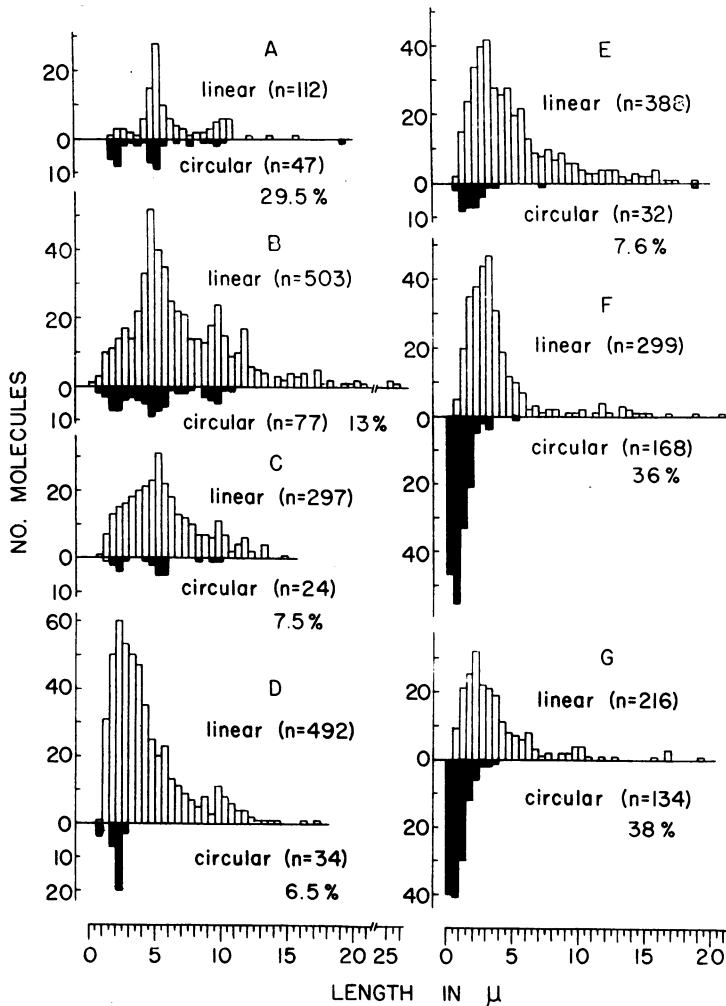 A
20
linear (n=112)
0
circular (n=47)
10
29.5 %
B
40
linear (n=503)
20
0
circular (n=77) 13%
10
C
20
linear (n=297)
0
circular (n=24)
10
7.5 %
60
D
40
linear (n=492)
20
0
circular (n=34)
20
6.5 %
0 5 10 15 20 25
NO. MOLECULES
40
E
linear (n=388)
20
0
circular (n=32)
10
7.6 %
40
F
linear (n=299)
20
0
circular (n=168)
20
36 %
40
G
20
linear (n=216)
0
circular (n=134)
20
38 %
40
0 5 10 15 20
LENGTH IN μ